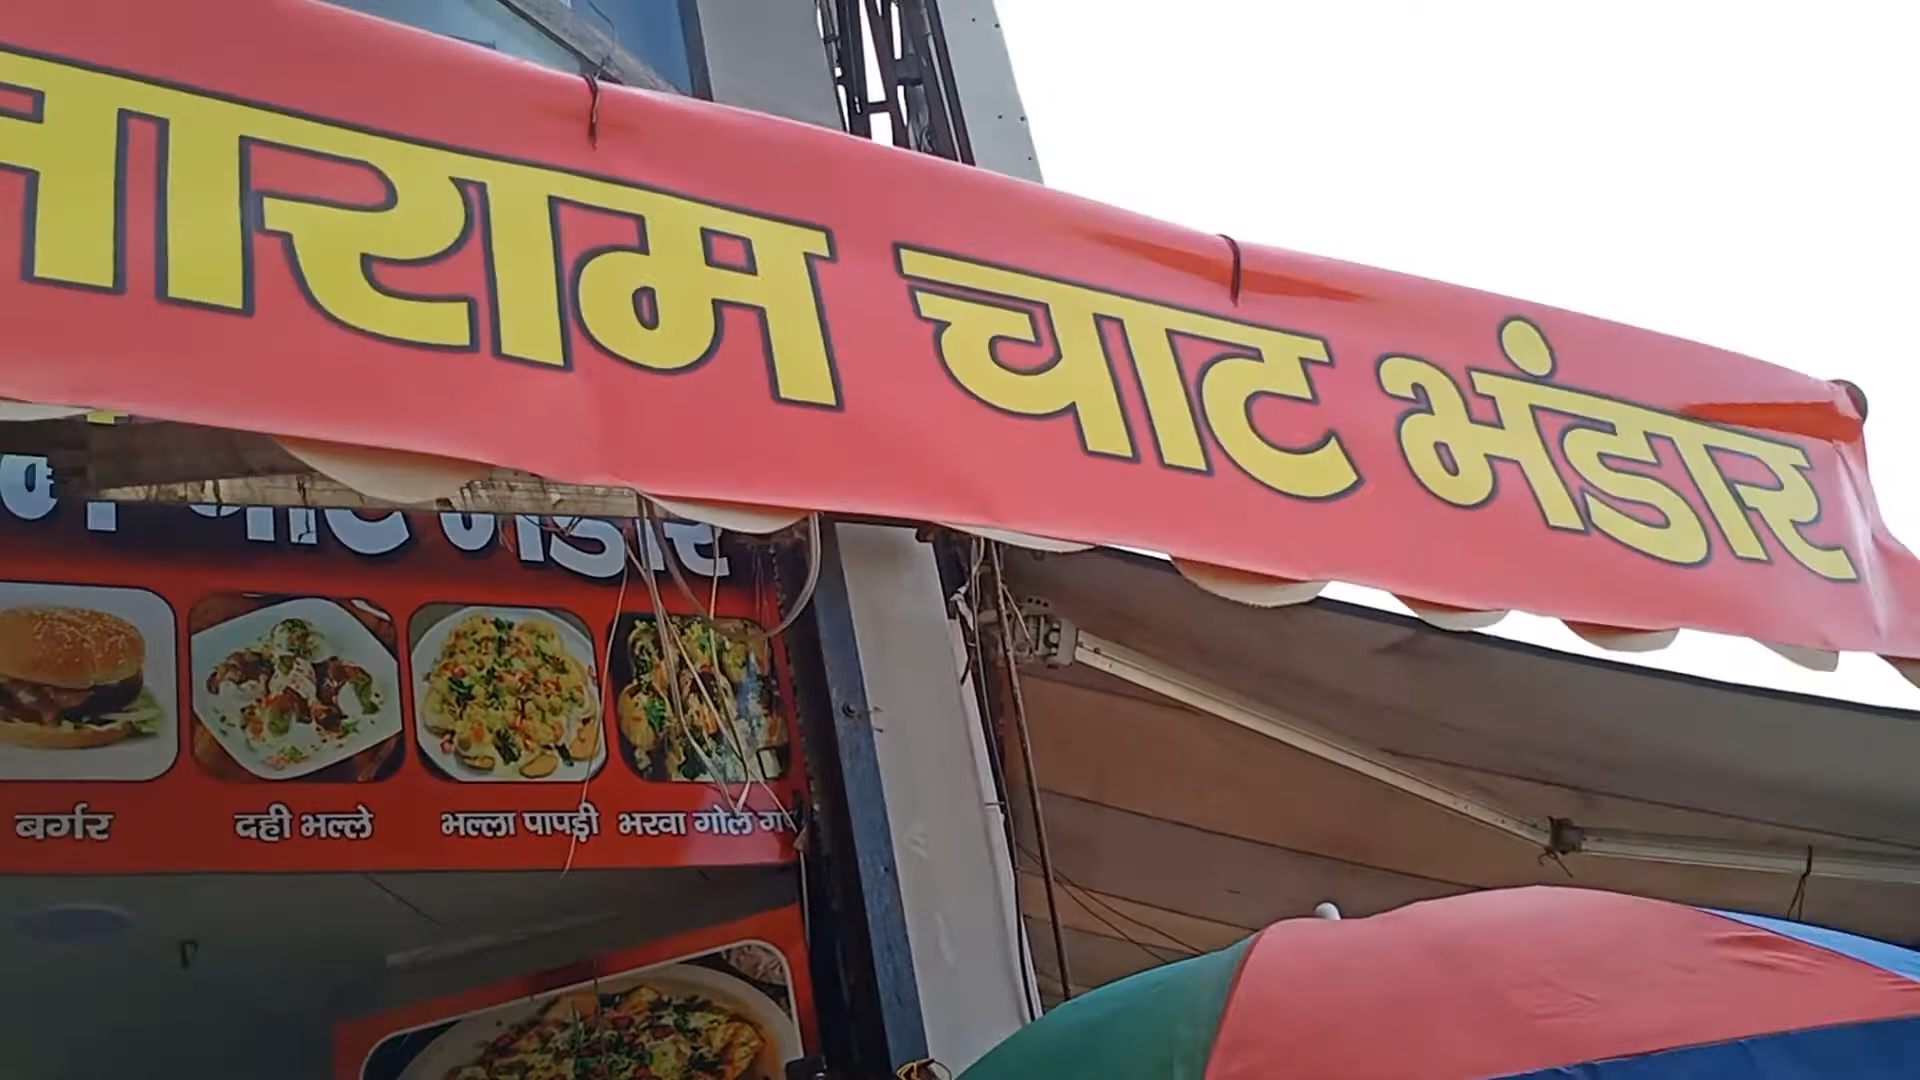 चाट भंडार
चाट भंडार
बर्गर
दही भल्ले
भल्ला पापड़ी
भरवा गोल